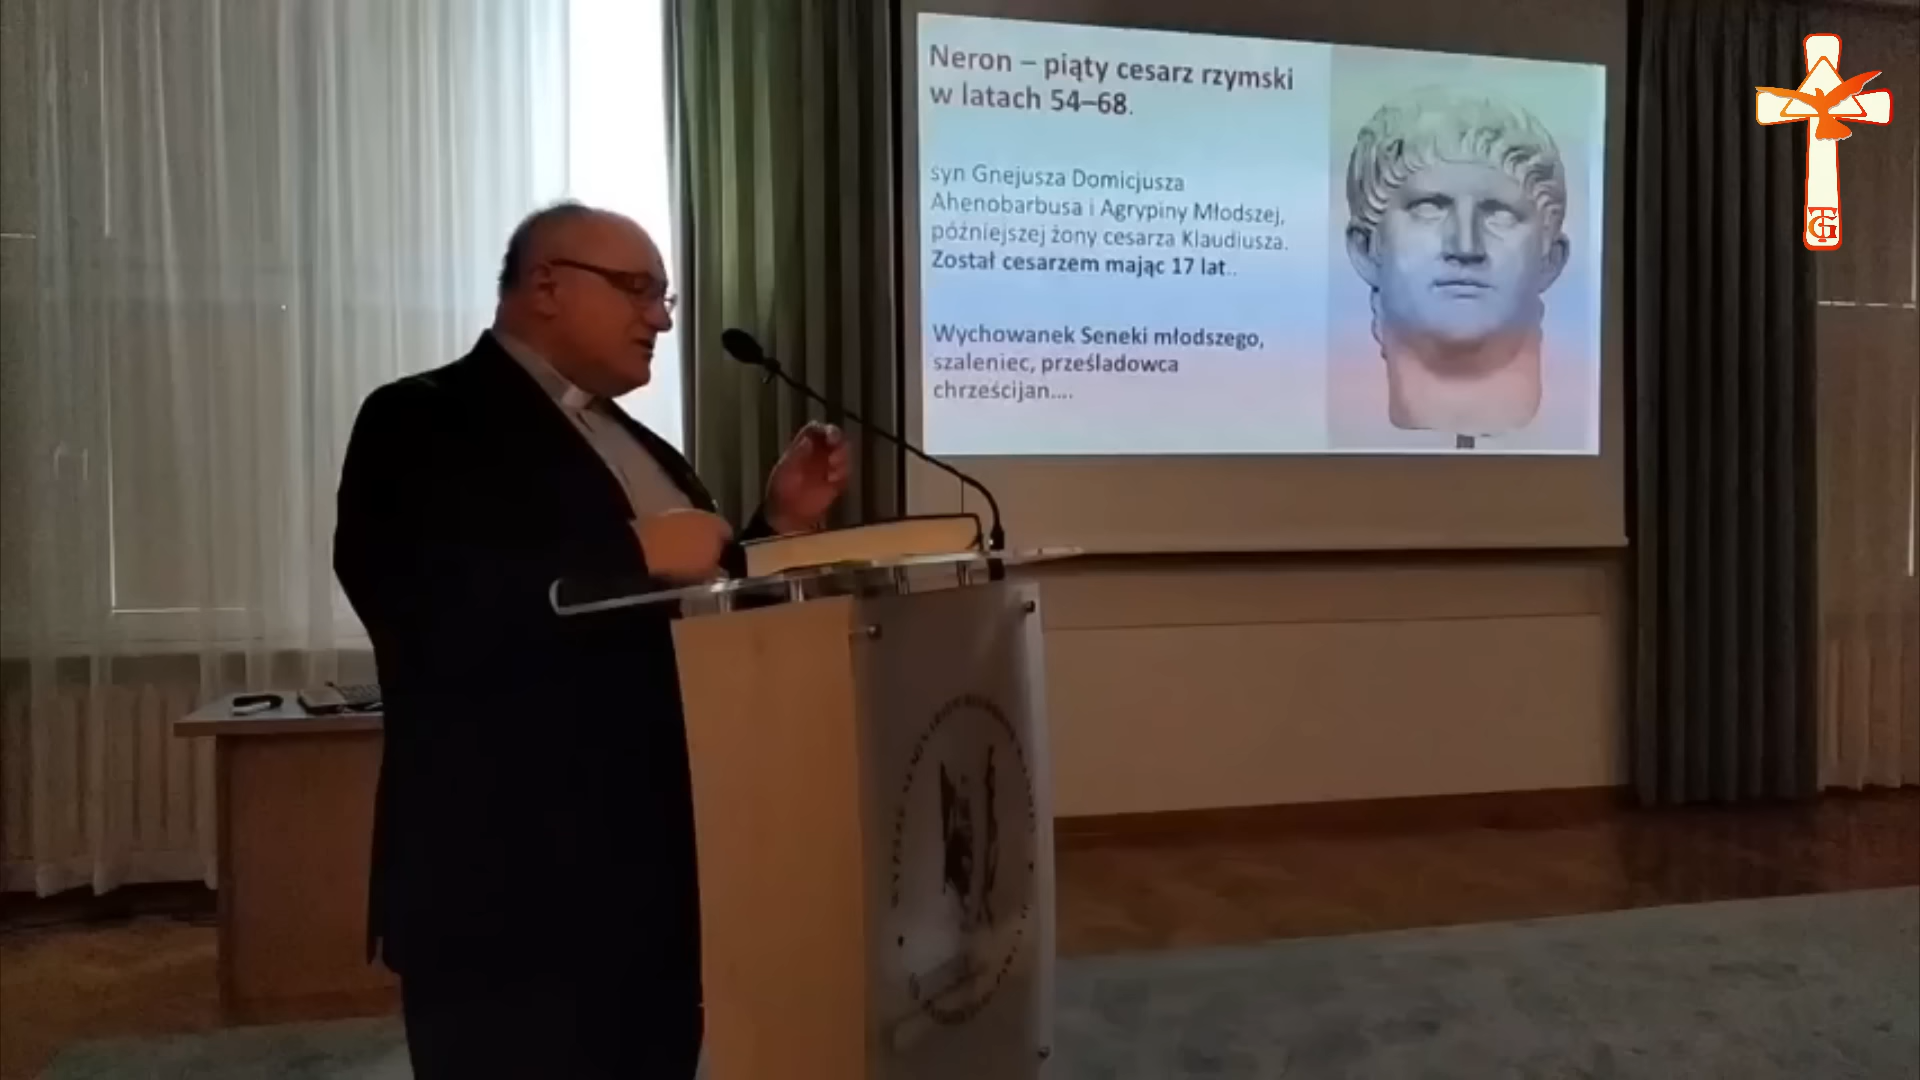 Neron – piąty cesarz rzymski
w latach 54–68.
syn Gnejusza Domicjusza
Ahenobarbusa i Agrypiny Młodszej,
późniejszej żony cesarza Klaudiusza.
Został cesarzem mając 17 lat..
Wychowanek Seneki młodszego,
szaleniec, prześladowca
chrześcijan....